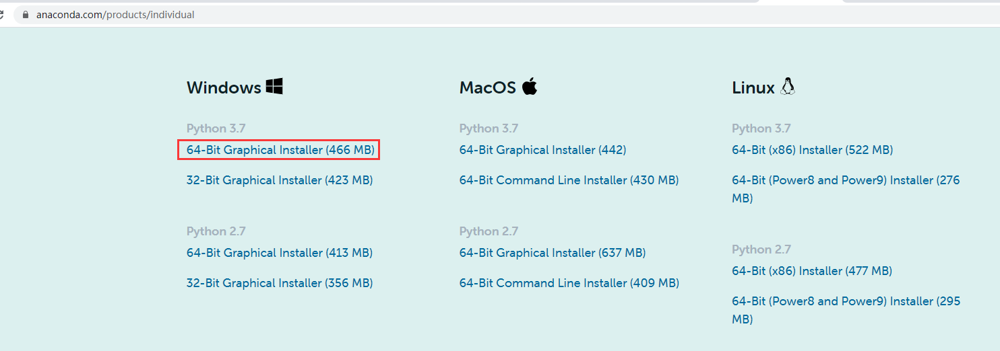 anaconda.com/products/individual
Windows
Python 3.7
64-Bit Graphical Installer (466 MB)
32-Bit Graphical Installer (423 MB)
Python 2.7
64-Bit Graphical Installer (413 MB)
32-Bit Graphical Installer (356 MB)
MacOS
Python 3.7
64-Bit Graphical Installer (442)
64-Bit Command Line Installer (430 MB)
Python 2.7
64-Bit Graphical Installer (637 MB)
64-Bit Command Line Installer (409 MB)
Linux
Python 3.7
64-Bit (x86) Installer (522 MB)
64-Bit (Power8 and Power9) Installer (276
MB)
Python 2.7
64-Bit (x86) Installer (477 MB)
64-Bit (Power8 and Power9) Installer (295
MB)